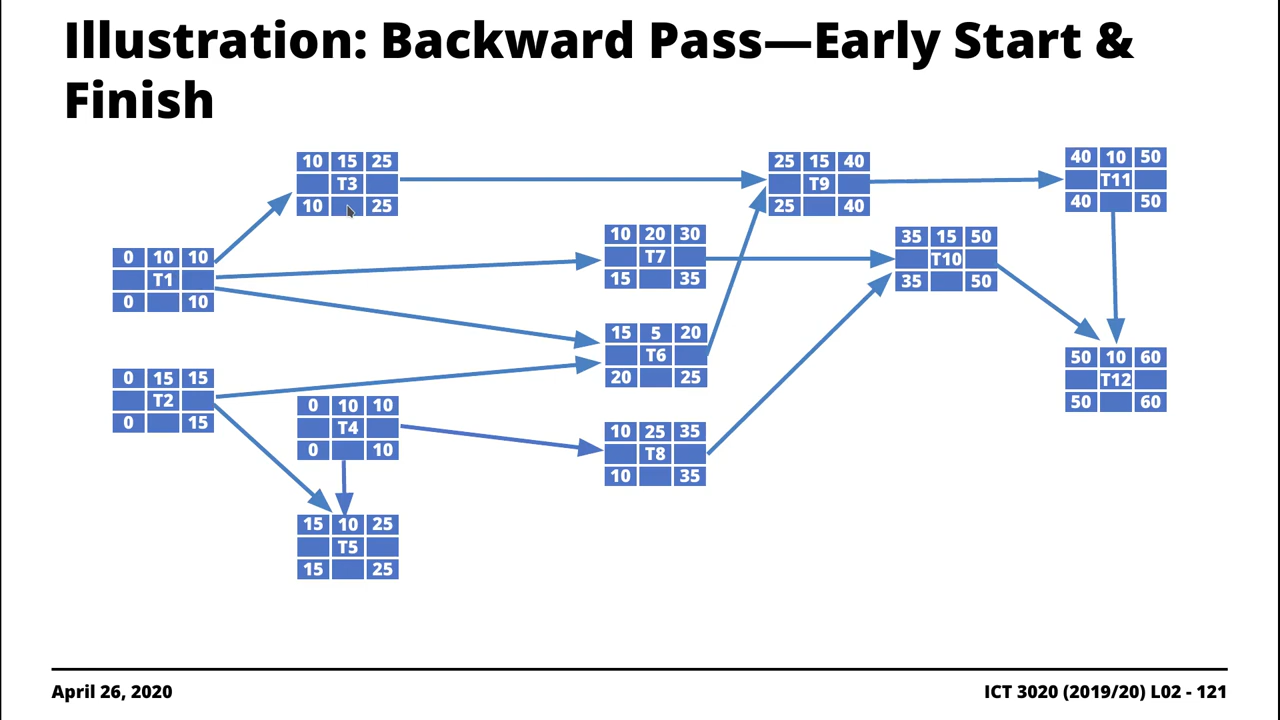 Illustration: Backward Pass—Early Start &
Finish
10 15 25
T3
10 25
25 15 40
T9
25 40
40 10 50
T11
40 50
0 10 10
T1
0 10
10 20 30
T7
15 35
35 15 50
T10
35 50
15 5 20
T6
20 25
50 10 60
T12
50 60
0 15 15
T2
0 15
0 10 10
T4
0 10
10 25 35
T8
10 35
15 10 25
T5
15 25
April 26, 2020
ICT 3020 (2019/20) L02 - 121